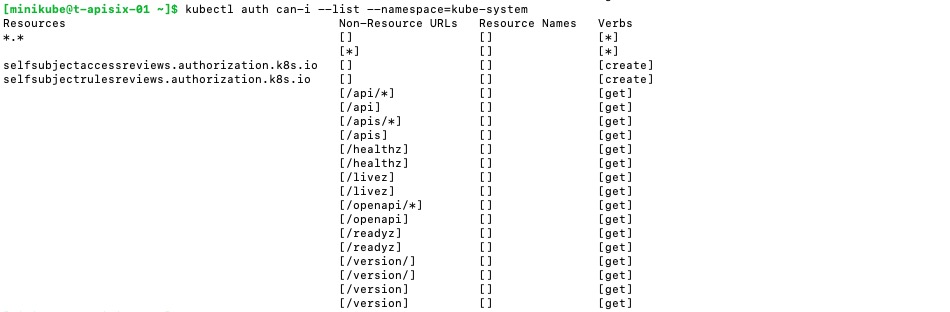 [minikube@t-apisix-01 ~]$ kubectl auth can-i --list --namespace=kube-system
Resources Non-Resource URLs Resource Names Verbs
*.* [] [] [*]
[*] [] [*]
selfsubjectaccessreviews.authorization.k8s.io [] [] [create]
selfsubjectrulesreviews.authorization.k8s.io [] [] [create]
[/api/*] [] [get]
[/api] [] [get]
[/apis/*] [] [get]
[/apis] [] [get]
[/healthz] [] [get]
[/healthz] [] [get]
[/livez] [] [get]
[/livez] [] [get]
[/openapi/*] [] [get]
[/openapi] [] [get]
[/readyz] [] [get]
[/readyz] [] [get]
[/version/] [] [get]
[/version/] [] [get]
[/version] [] [get]
[/version] [] [get]